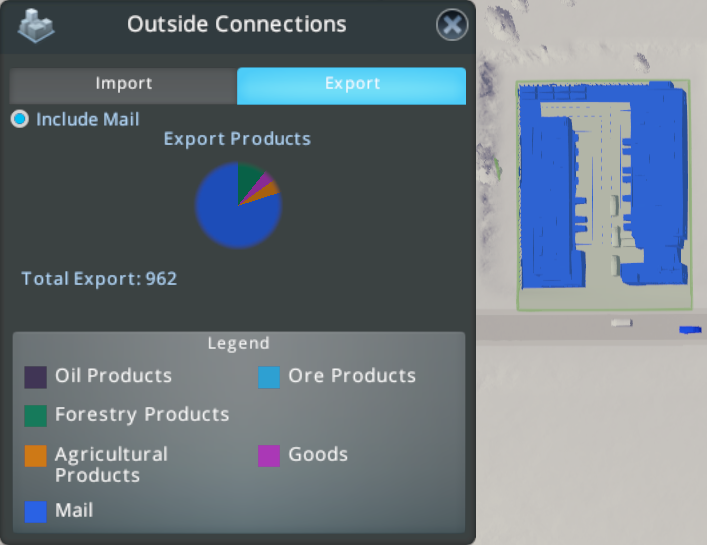 Outside Connections
Import
Export
Include Mail
Export Products
Total Export: 962
Legend
Oil Products
Ore Products
Forestry Products
Agricultural
Products
Goods
Mail